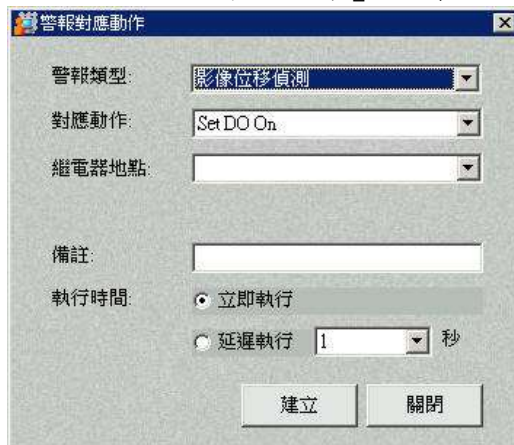 警報對應動作
警報類型: 影像位移偵測
對應動作: Set DO On
繼電器地點:
備註:
執行時間: 立即執行
延遲執行 1 秒
建立 關閉